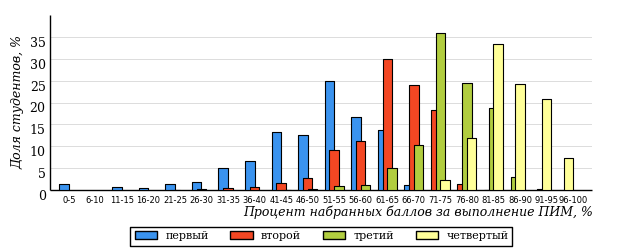 Доля студентов, %
35
30
25
20
15
10
5
0
0-5 6-10 11-15 16-20 21-25 26-30 31-35 36-40 41-45 46-50 51-55 56-60 61-65 66-70 71-75 76-80 81-85 86-90 91-95 96-100
Процент набранных баллов за выполнение ПИМ, %
первый второй третий четвертый